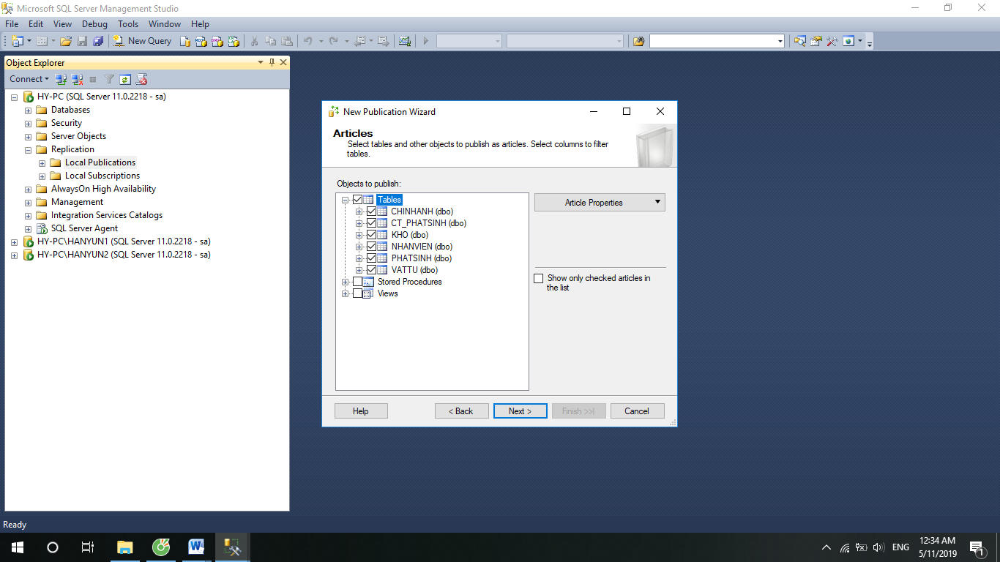 Microsoft SQL Server Management Studio
File Edit View Debug Tools Window Help
New Query
Object Explorer
Connect
HY-PC (SQL Server 11.0.2218 - sa)
Databases
Security
Server Objects
Replication
Local Publications
Local Subscriptions
AlwaysOn High Availability
Management
Integration Services Catalogs
SQL Server Agent
HY-PC\HANYUN1 (SQL Server 11.0.2218 - sa)
HY-PC\HANYUN2 (SQL Server 11.0.2218 - sa)
New Publication Wizard
Articles
Select tables and other objects to publish as articles. Select columns to filter
tables.
Objects to publish:
Tables
CHINHANH (dbo)
CT_PHATSINH (dbo)
KHO (dbo)
NHANVIEN (dbo)
PHATSINH (dbo)
VATTU (dbo)
Stored Procedures
Views
Article Properties
Show only checked articles in
the list
Help < Back Next > Finish >>| Cancel
Ready
ENG
12:34 AM
5/11/2019
1